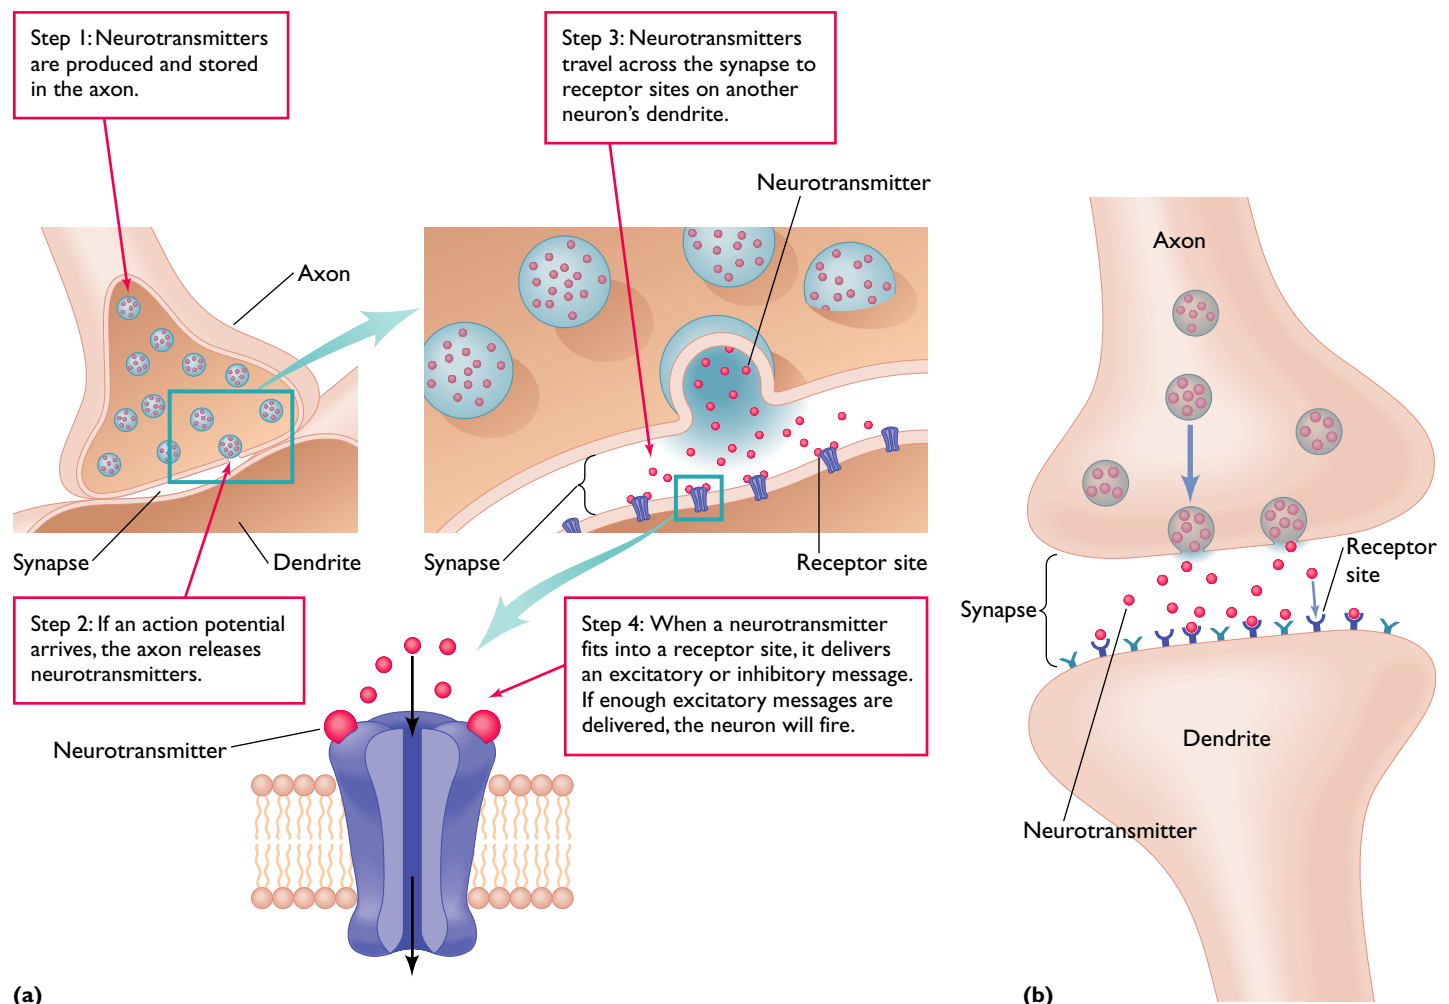 Step 1: Neurotransmitters
are produced and stored
in the axon.
Step 3: Neurotransmitters
travel across the synapse to
receptor sites on another
neuron’s dendrite.
Neurotransmitter
Axon
Synapse
Dendrite
Synapse
Receptor site
Step 2: If an action potential
arrives, the axon releases
neurotransmitters.
Step 4: When a neurotransmitter
fits into a receptor site, it delivers
an excitatory or inhibitory message.
If enough excitatory messages are
delivered, the neuron will fire.
Neurotransmitter
(a)
Axon
Receptor
site
Synapse
Dendrite
Neurotransmitter
(b)